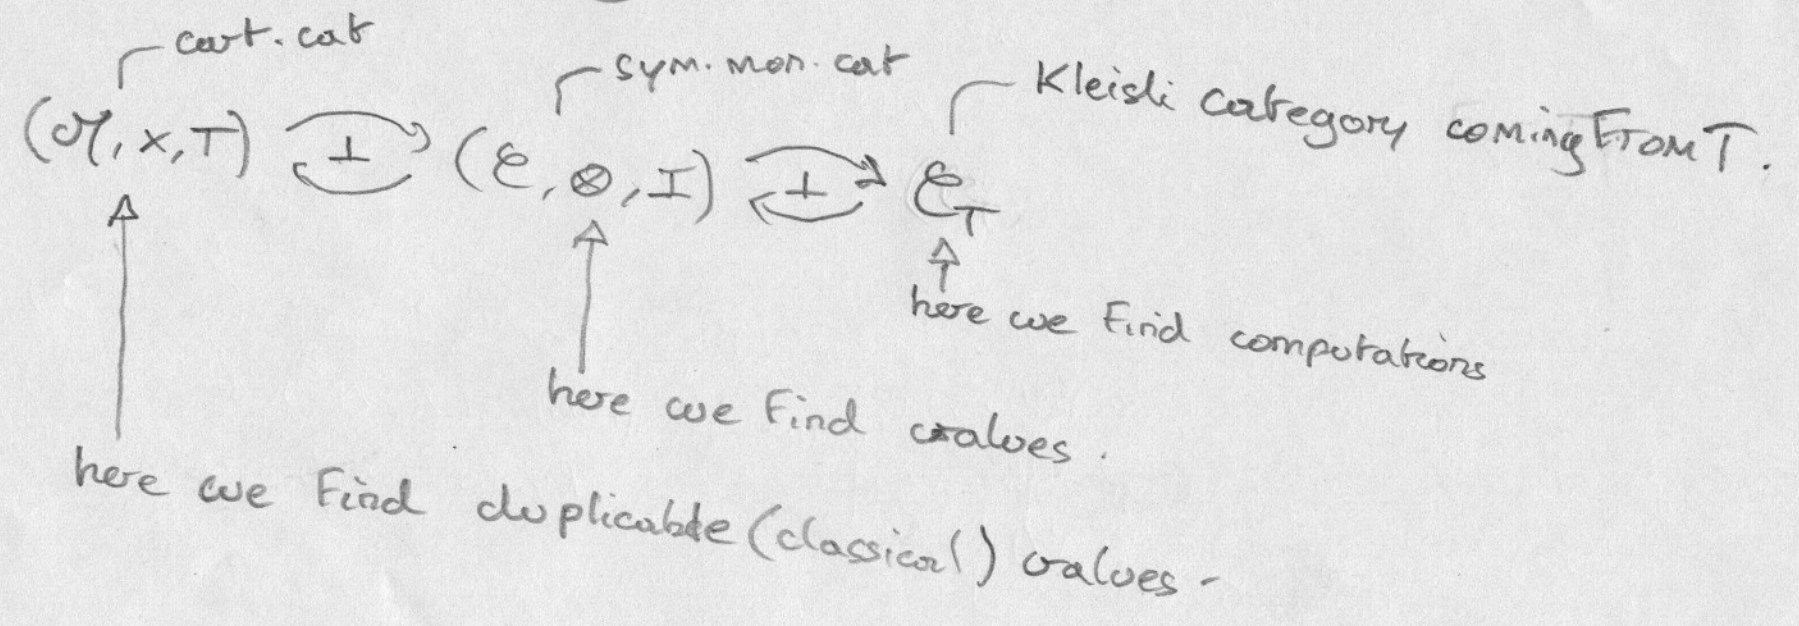 cart. cat
sym. mon. cat
Kleisli category coming From T.
(M, ×, T) ⊥ (C, ⊗, I) ⊥ C_T
here we Find computations
here we Find values.
here we Find duplicable (classical) values-